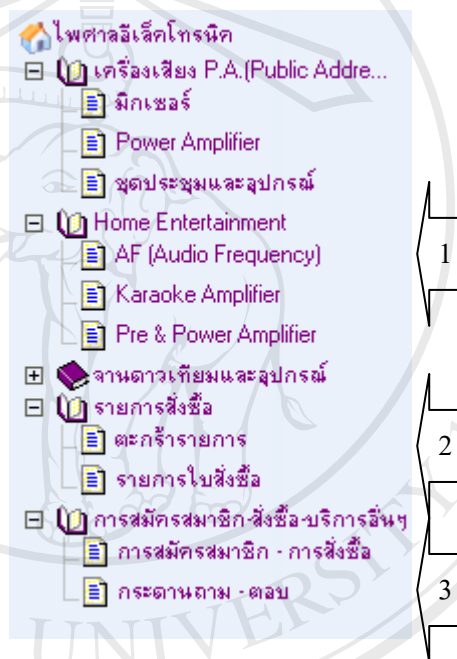 ไพศาลอีเล็คโทรนิค
เครื่องเสียง P.A.(Public Addre...
มิกเซอร์
Power Amplifier
ชุดประชุมและอุปกรณ์
Home Entertainment
AF (Audio Frequency)
1
Karaoke Amplifier
Pre & Power Amplifier
จานดาวเทียมและอุปกรณ์
รายการสั่งซื้อ
ตะกร้ารายการ
2
รายการใบสั่งซื้อ
การสมัครสมาชิก-สั่งซื้อ-บริการอื่นๆ
การสมัครสมาชิก - การสั่งซื้อ
กระดานถาม - ตอบ
3
UNIVERSITY